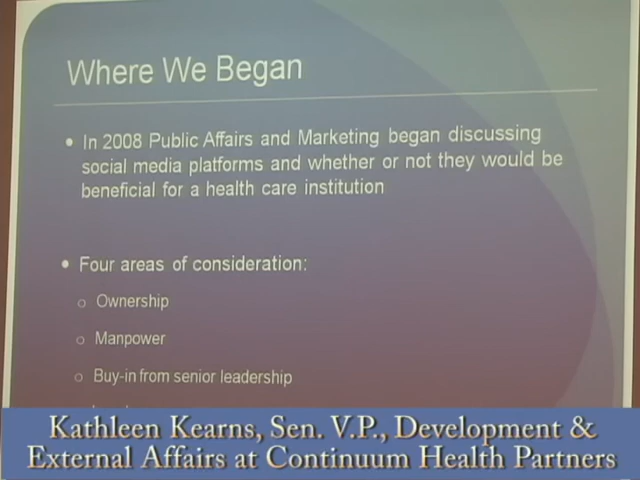 Where We Began
• In 2008 Public Affairs and Marketing began discussing
social media platforms and whether or not they would be
beneficial for a health care institution
• Four areas of consideration:
○ Ownership
○ Manpower
○ Buy-in from senior leadership
Kathleen Kearns, Sen. V.P., Development &
External Affairs at Continuum Health Partners